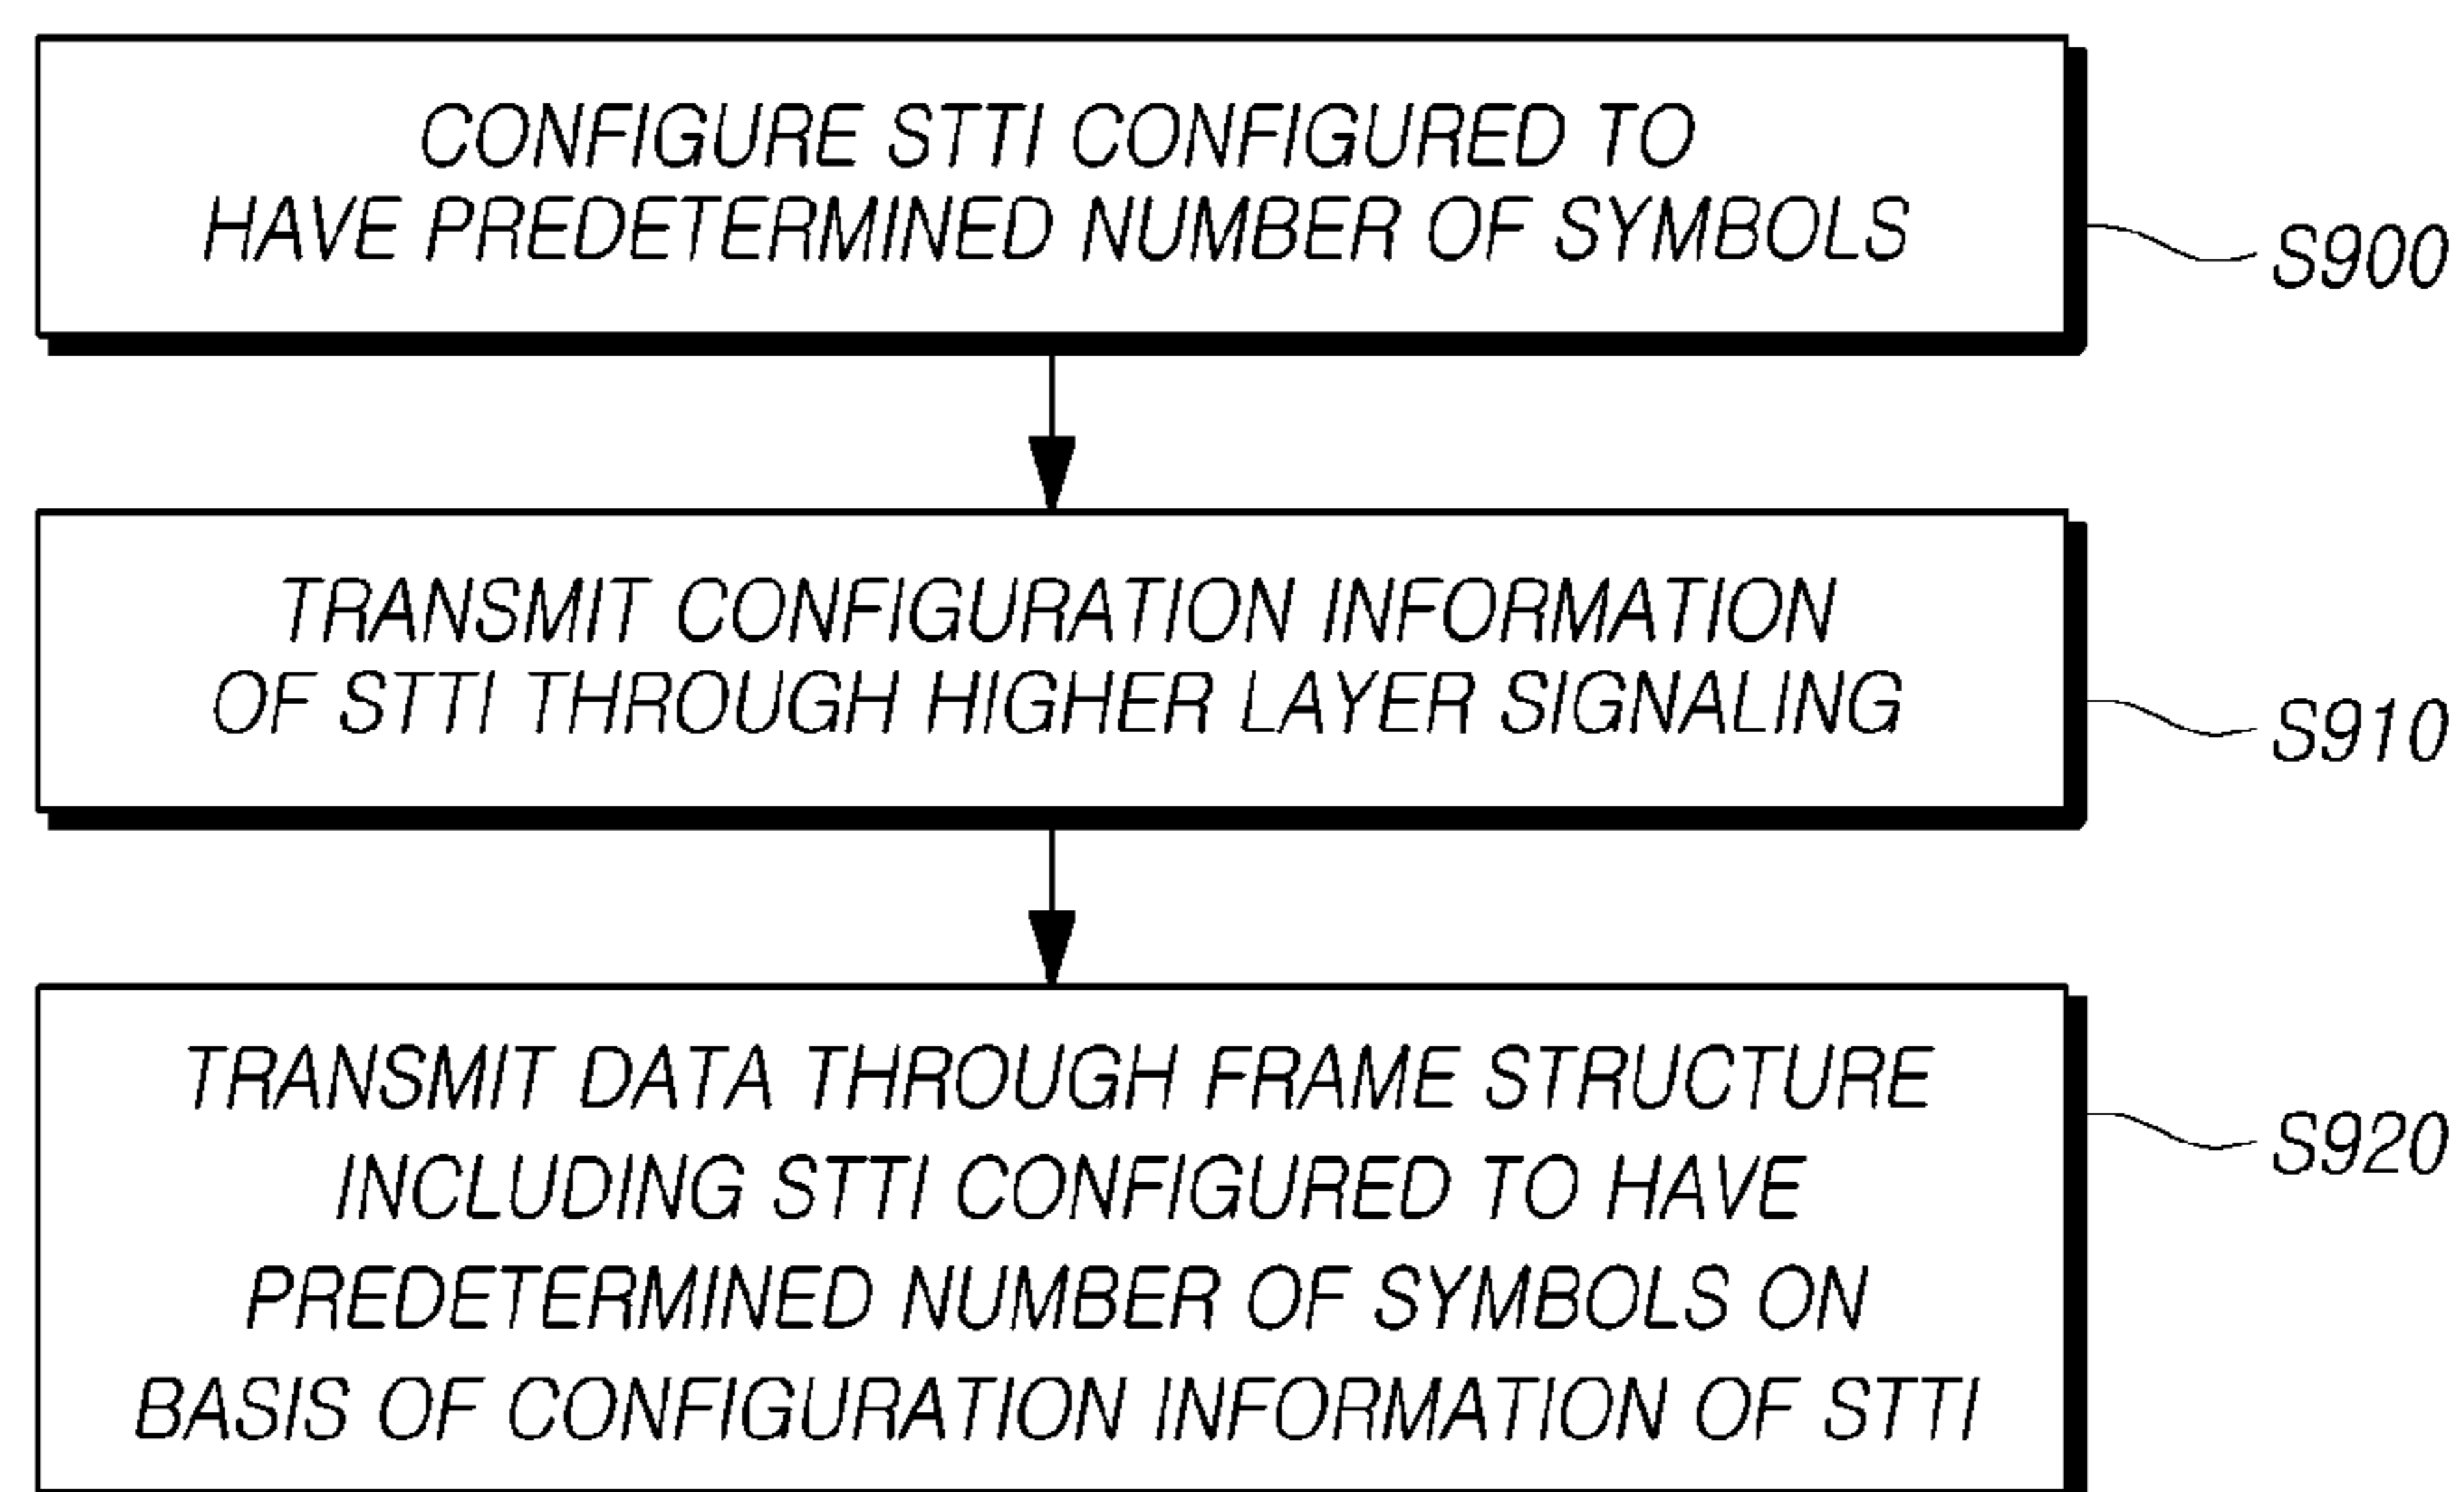 CONFIGURE STTI CONFIGURED TO
HAVE PREDETERMINED NUMBER OF SYMBOLS
S900
TRANSMIT CONFIGURATION INFORMATION
OF STTI THROUGH HIGHER LAYER SIGNALING
S910
TRANSMIT DATA THROUGH FRAME STRUCTURE
INCLUDING STTI CONFIGURED TO HAVE
PREDETERMINED NUMBER OF SYMBOLS ON
BASIS OF CONFIGURATION INFORMATION OF STTI
S920